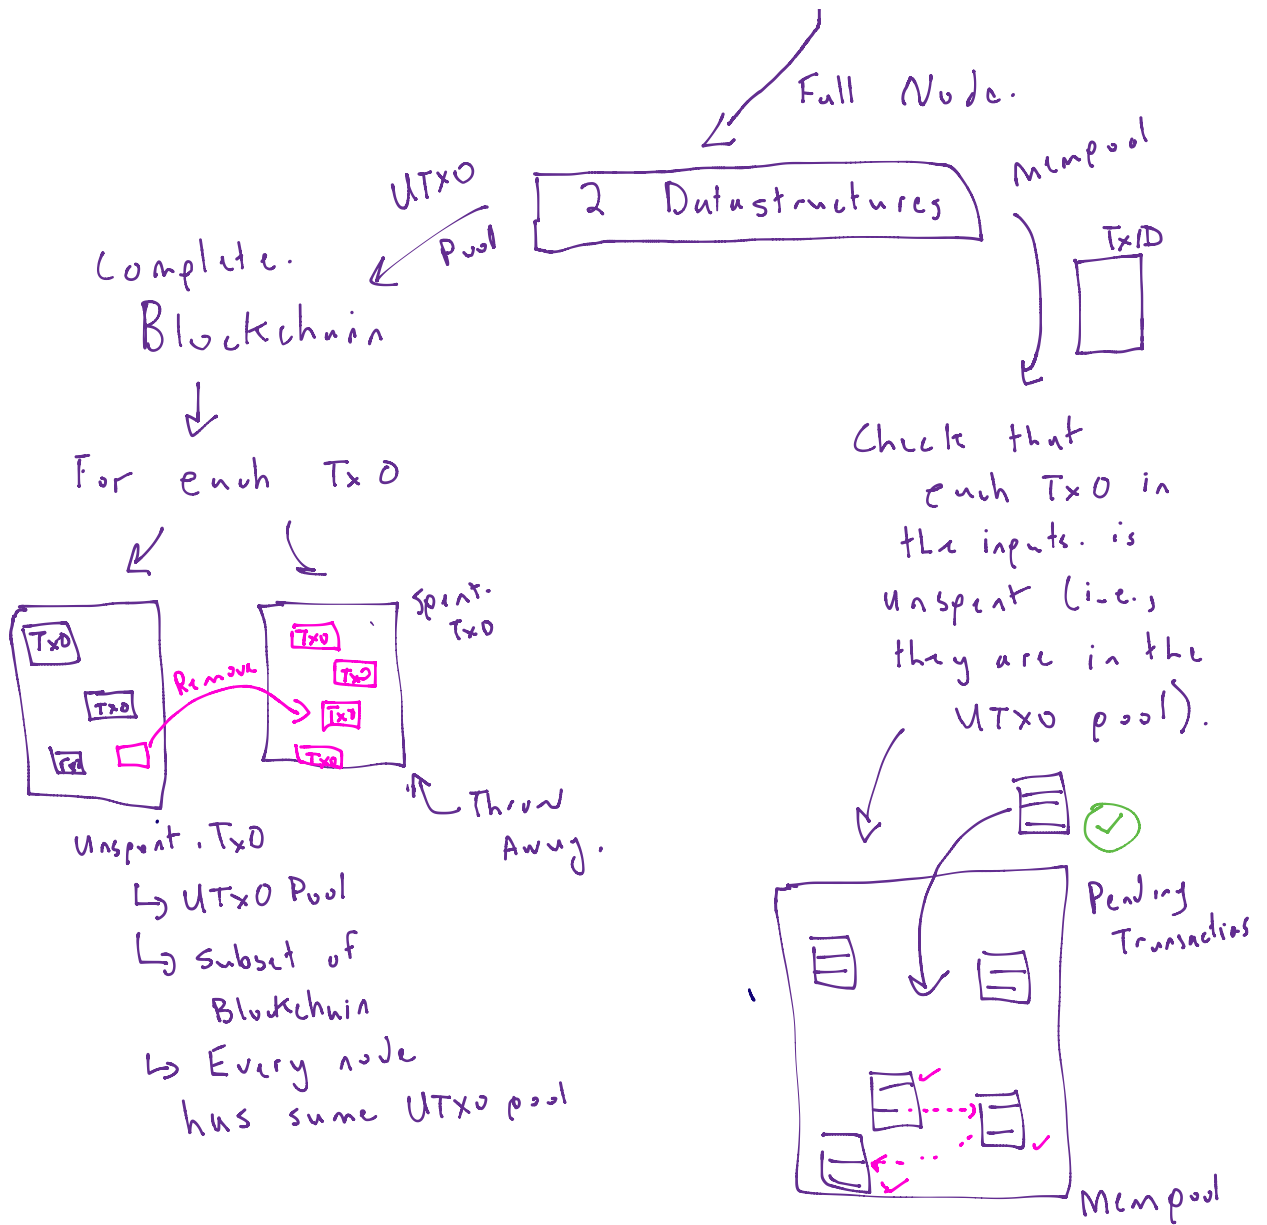 Full Node.
2 Datastructures
UTXO
Pool
Mempool
TxID
Complete.
Blockchain
For each TxO
Check that
each TxO in
the inputs. is
unspent (i.e.,
they are in the
UTXO pool).
Spent.
TxO
TxO
TxO
TxO
TxO
Remove
TxO
TxO
TxO
Throw
Away.
Unspent. TxO
↳ UTxO Pool
↳ Subset of
Blockchain
↳ Every node
has same UTXO pool
Pending
Transactions
Mempool